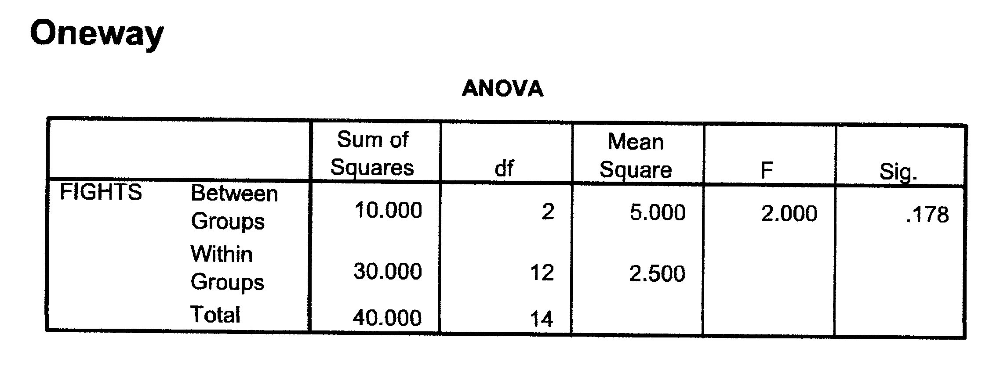 Oneway
ANOVA
Sum of Squares df Mean Square F Sig.
FIGHTS Between Groups 10.000 2 5.000 2.000 .178
Within Groups 30.000 12 2.500
Total 40.000 14